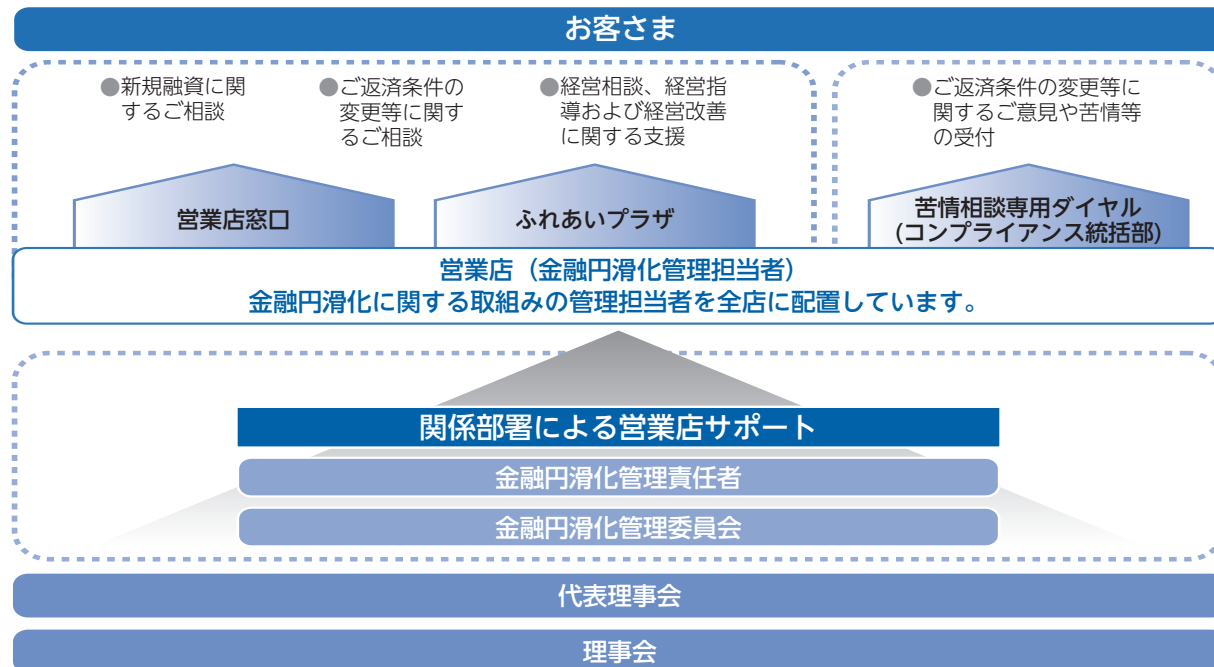 お客さま
●新規融資に関
するご相談
●ご返済条件の
変更等に関す
るご相談
●経営相談、経営指
導および経営改善
に関する支援
●ご返済条件の変更等に
関するご意見や苦情等
の受付
営業店窓口
ふれあいプラザ
苦情相談専用ダイヤル
(コンプライアンス統括部)
営業店（金融円滑化管理担当者）
金融円滑化に関する取組みの管理担当者を全店に配置しています。
関係部署による営業店サポート
金融円滑化管理責任者
金融円滑化管理委員会
代表理事会
理事会